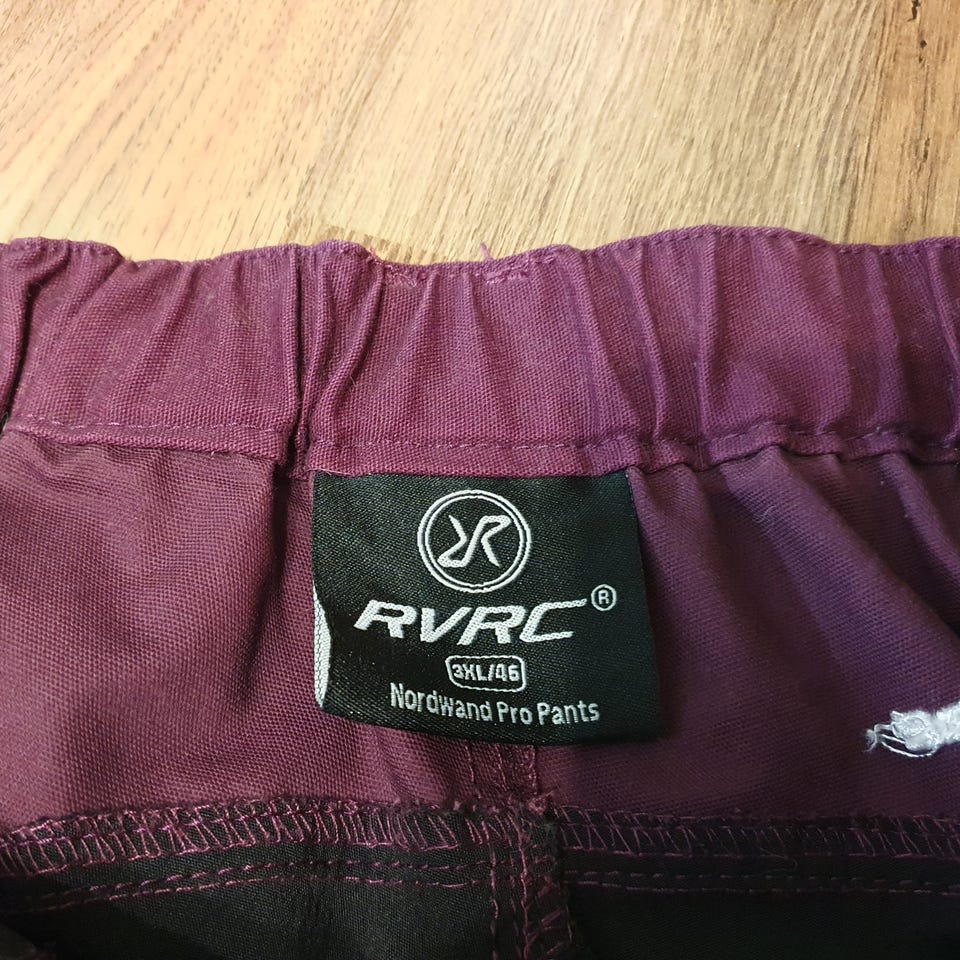 RVRC®
3XL/46
Nordwand Pro Pants